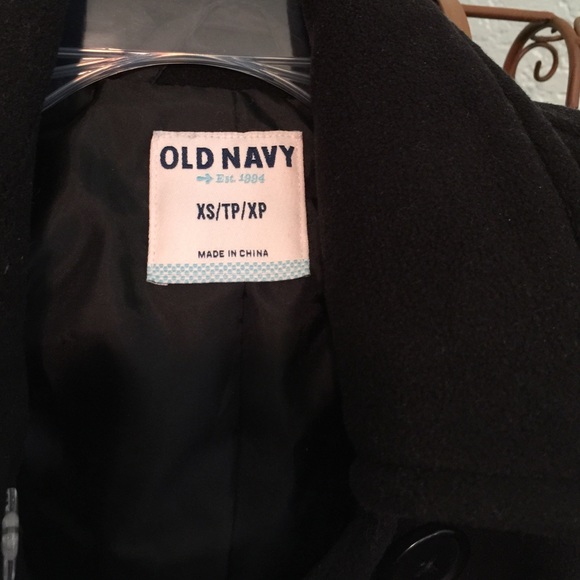 OLD NAVY
Est. 1994
XS/TP/XP
MADE IN CHINA